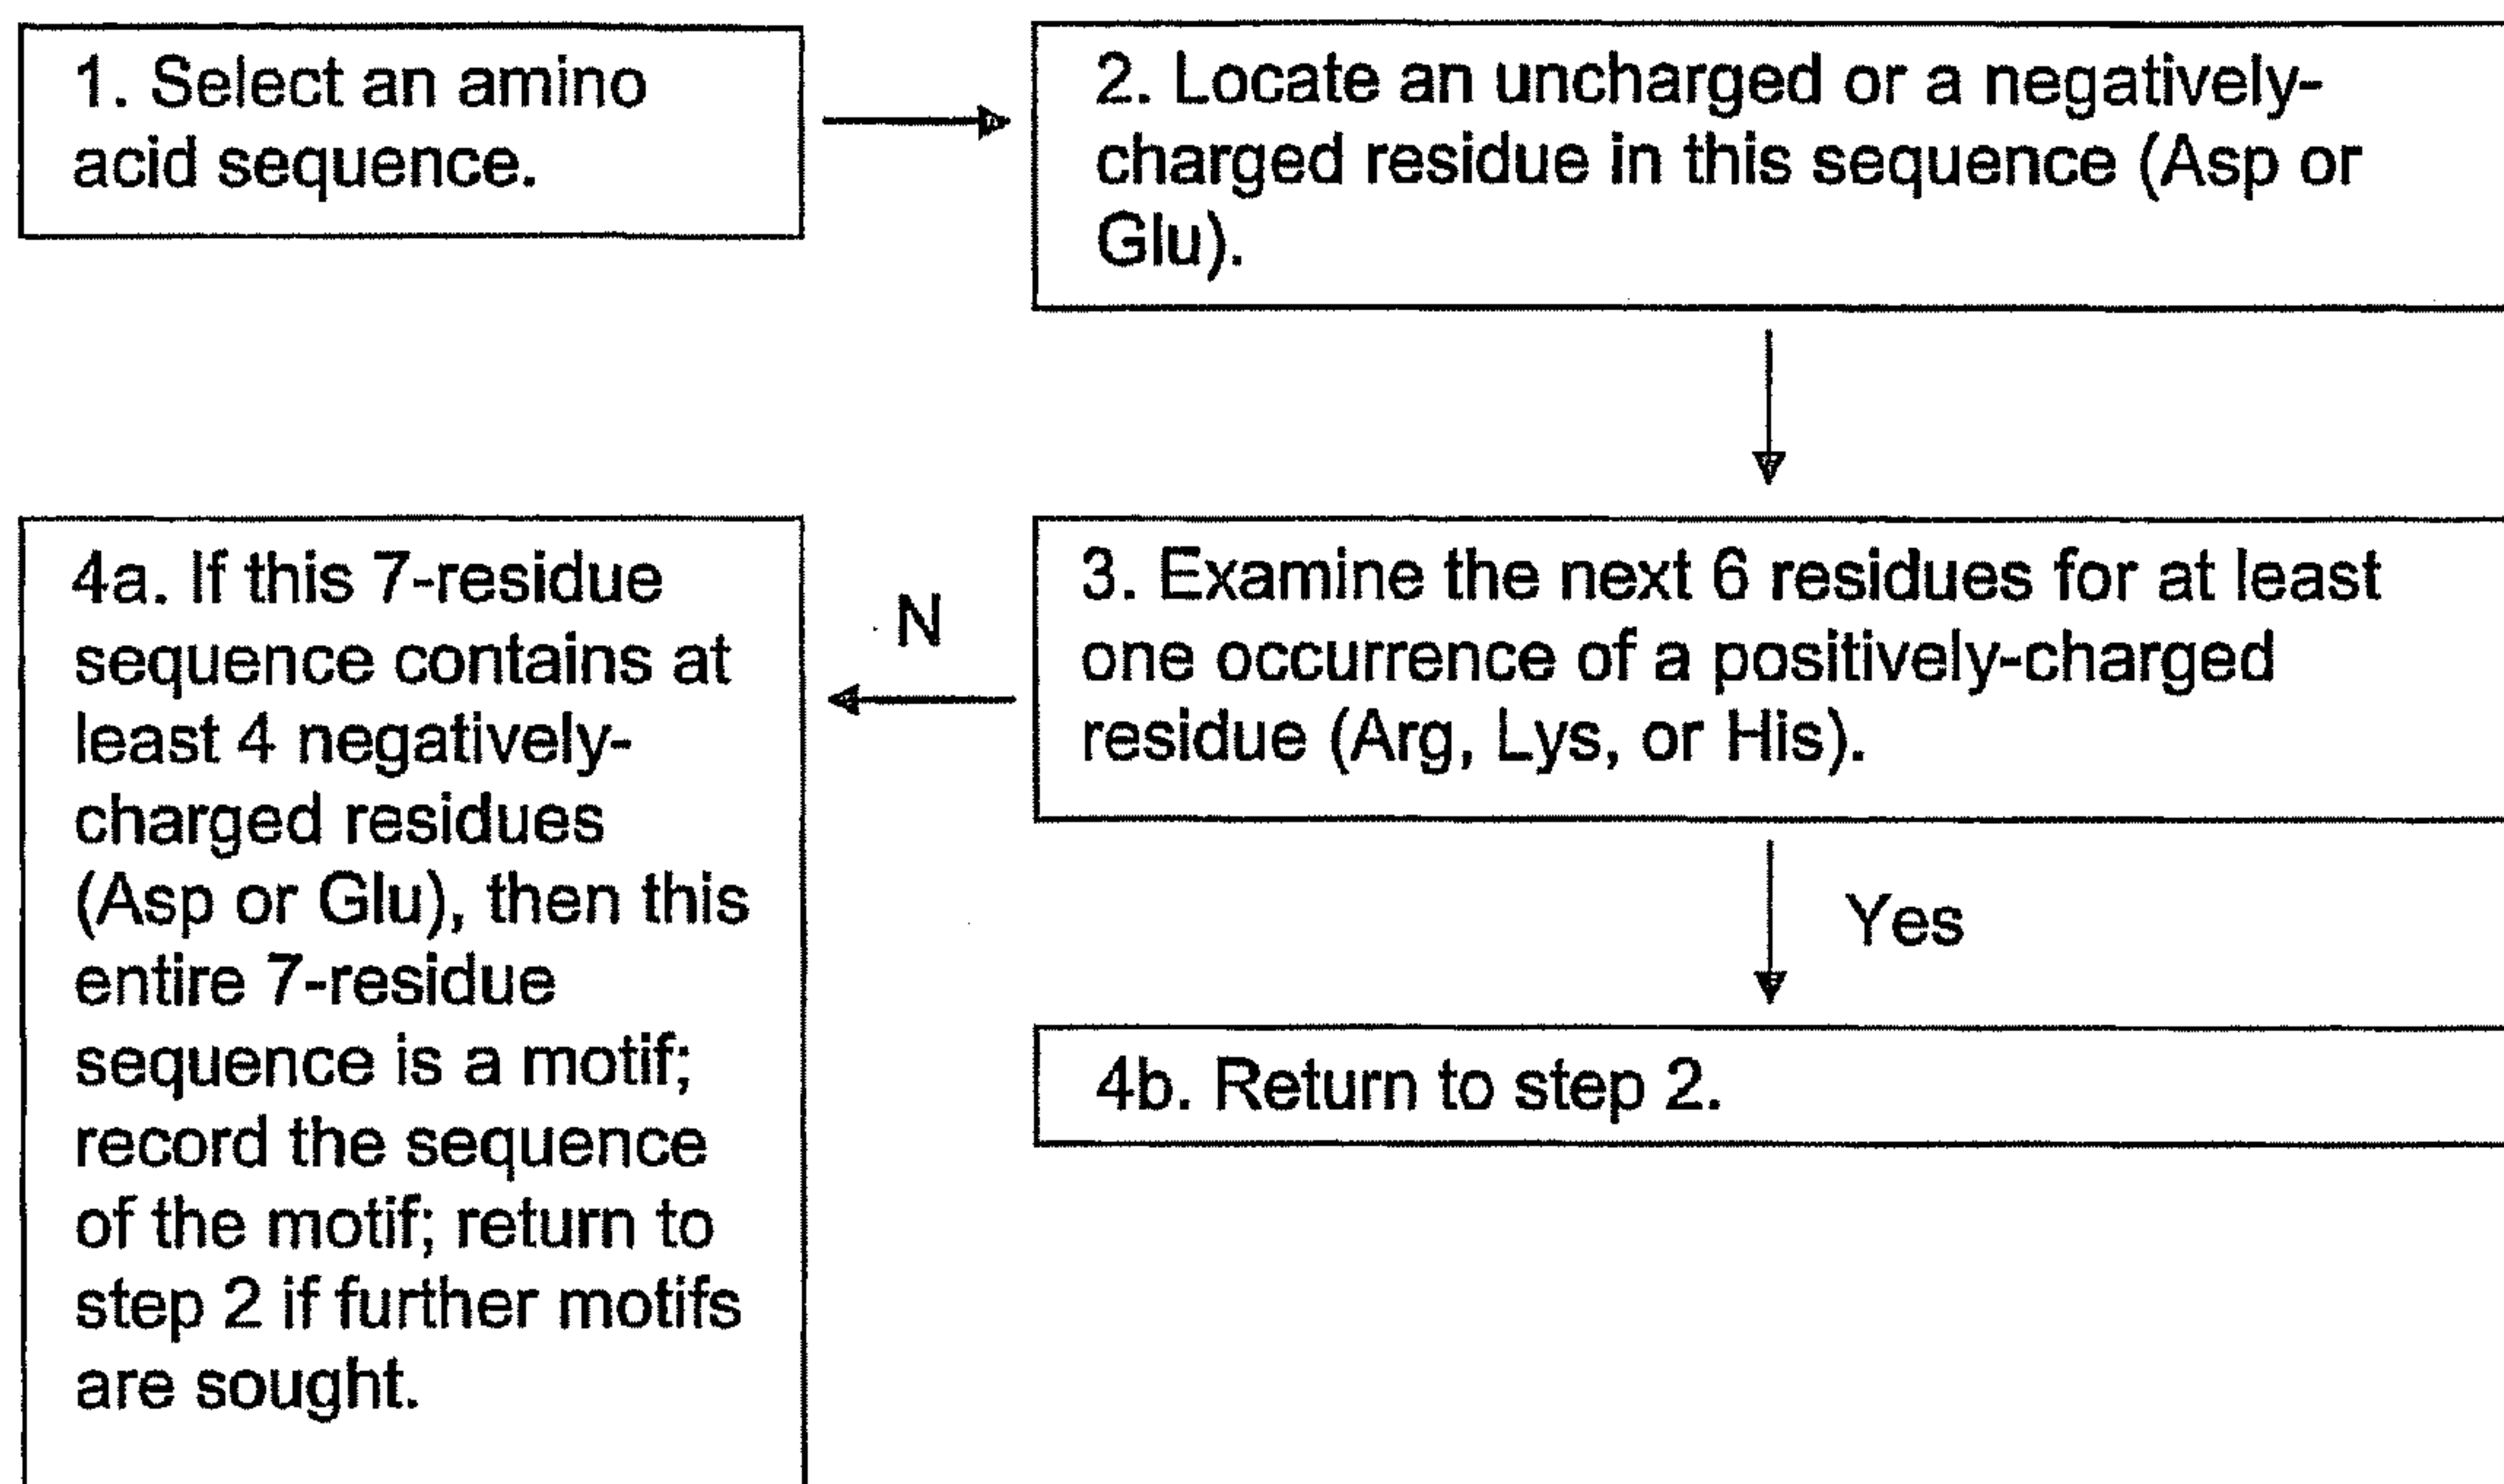 1. Select an amino
acid sequence.
2. Locate an uncharged or a negatively-
charged residue in this sequence (Asp or
Glu).
3. Examine the next 6 residues for at least
one occurrence of a positively-charged
residue (Arg, Lys, or His).
N
4a. If this 7-residue
sequence contains at
least 4 negatively-
charged residues
(Asp or Glu), then this
entire 7-residue
sequence is a motif;
record the sequence
of the motif; return to
step 2 if further motifs
are sought.
Yes
4b. Return to step 2.